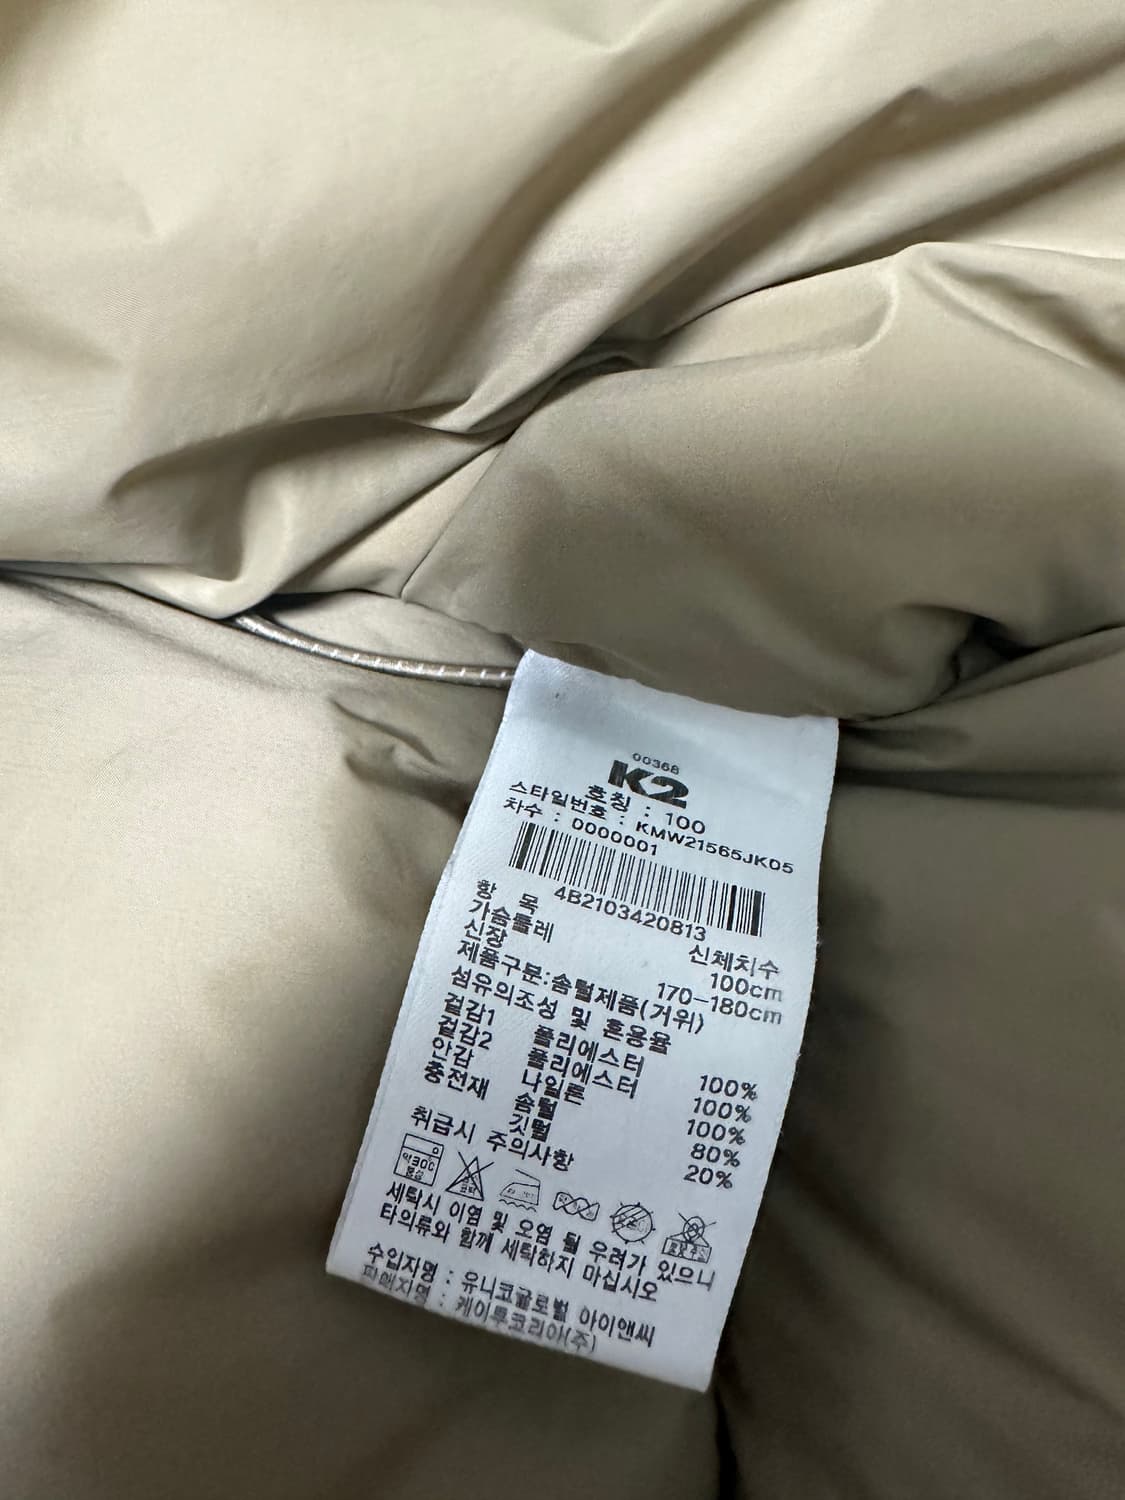 00368
K2
호칭 : 100
스타일번호 : KMW21565JK05
차수 : 0000001
4B2103420813
항 목 신체치수
가슴둘레 100cm
신장 170-180cm
제품구분:솜털제품(거위)
섬유의조성 및 혼용율
겉감1 폴리에스터 100%
겉감2 폴리에스터 100%
안감 나일론 100%
충전재 솜털 80%
깃털 20%
취급시 주의사항
약30℃
세탁시 이염 및 오염 될 우려가 있으니
타의류와 함께 세탁하지 마십시오
수입자명 : 유니코글로벌 아이앤씨
판매자명 : 케이투코리아(주)